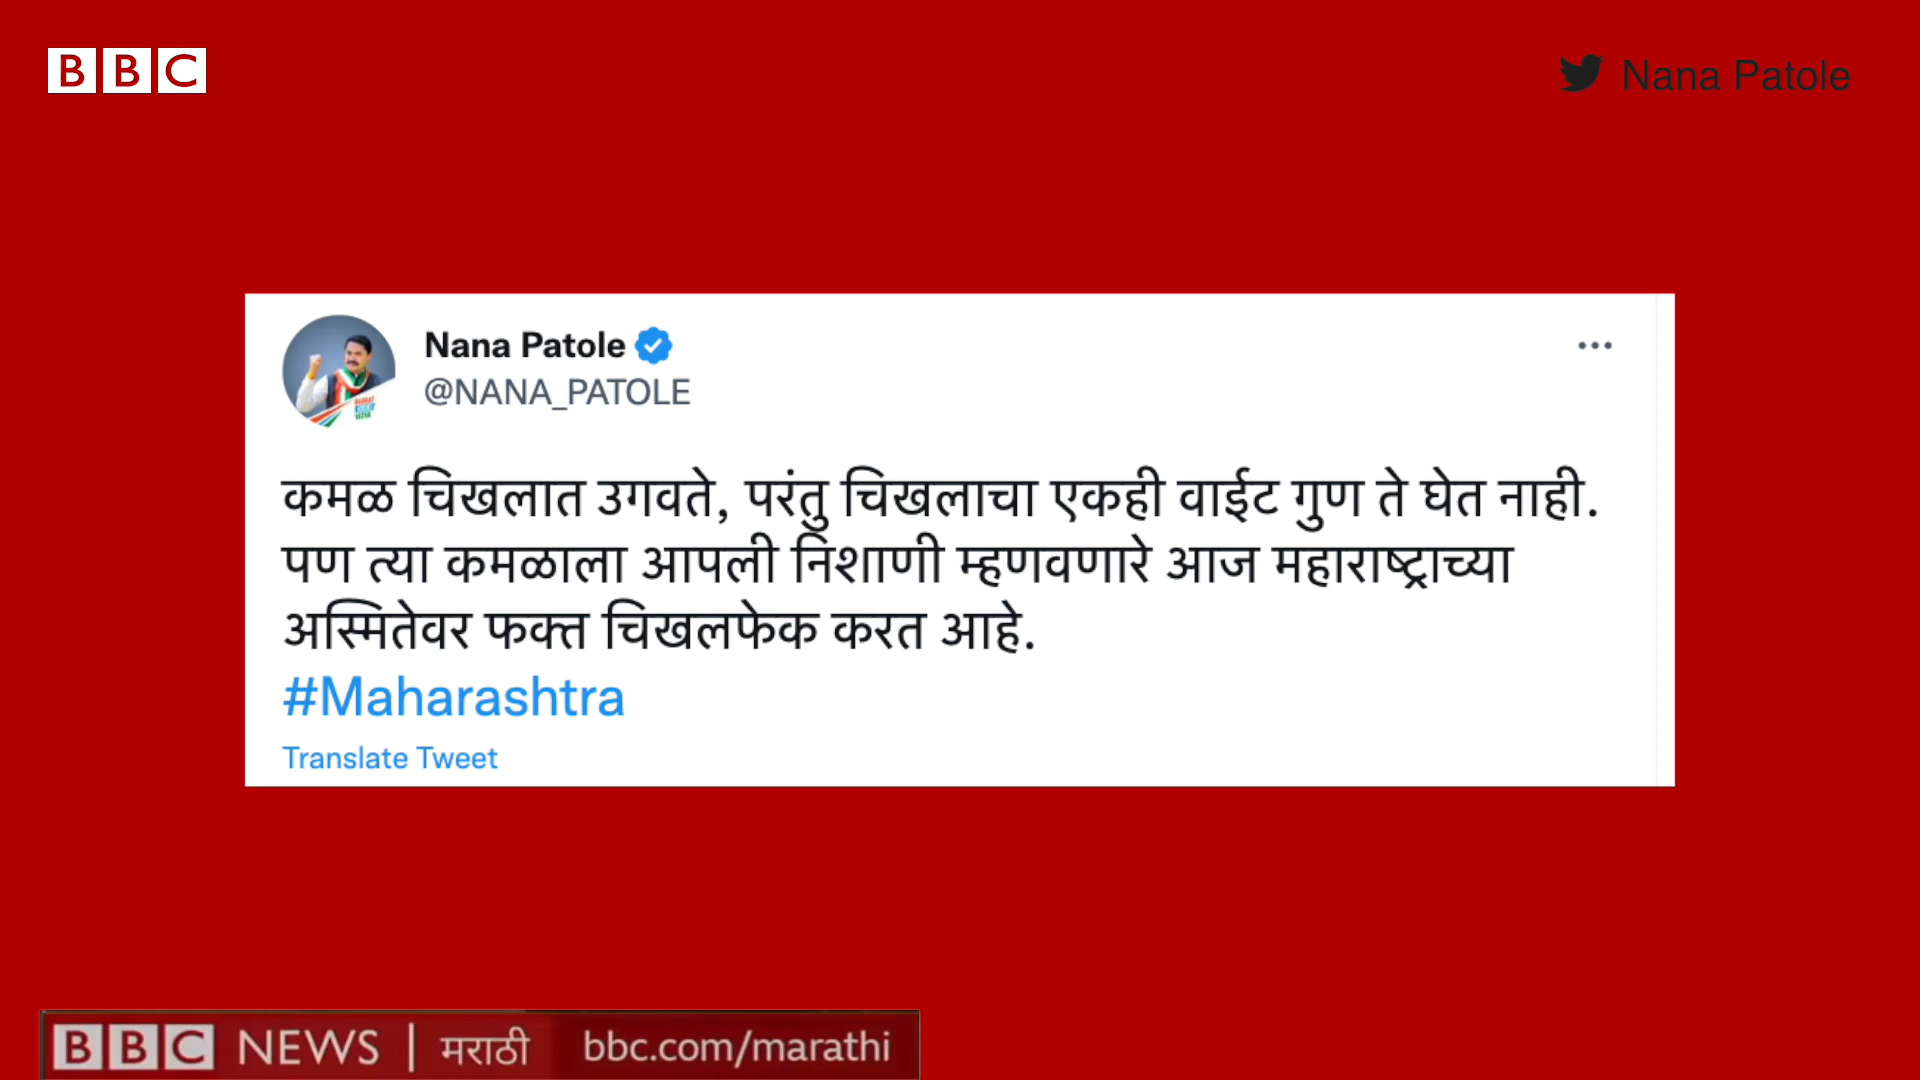 BBC
Nana Patole
Nana Patole
@NANA_PATOLE
कमळ चिखलात उगवते, परंतु चिखलाचा एकही वाईट गुण ते घेत नाही.
पण त्या कमळाला आपली निशाणी म्हणवणारे आज महाराष्ट्राच्या
अस्मितेवर फक्त चिखलफेक करत आहे.
#Maharashtra
Translate Tweet
BBC NEWS | मराठी bbc.com/marathi